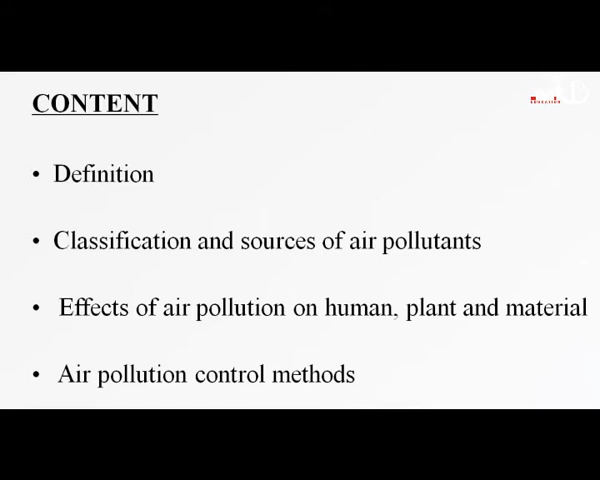 CONTENT
• Definition
• Classification and sources of air pollutants
• Effects of air pollution on human, plant and material
• Air pollution control methods